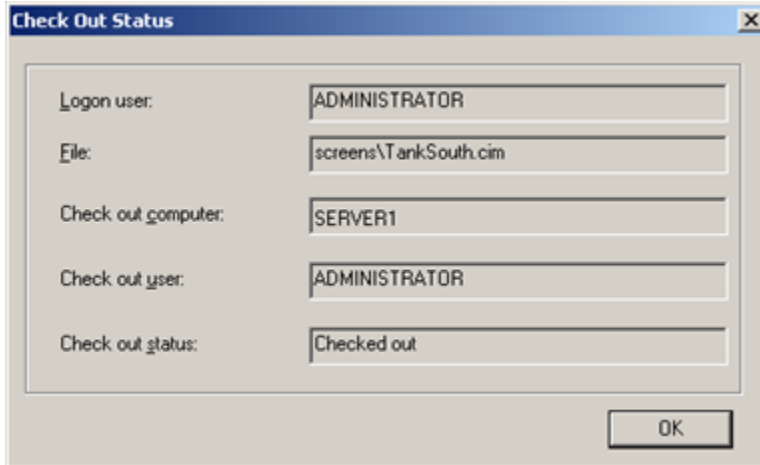 Check Out Status
Logon user: ADMINISTRATOR
File: screens\TankSouth.cim
Check out computer: SERVER1
Check out user: ADMINISTRATOR
Check out status: Checked out
OK